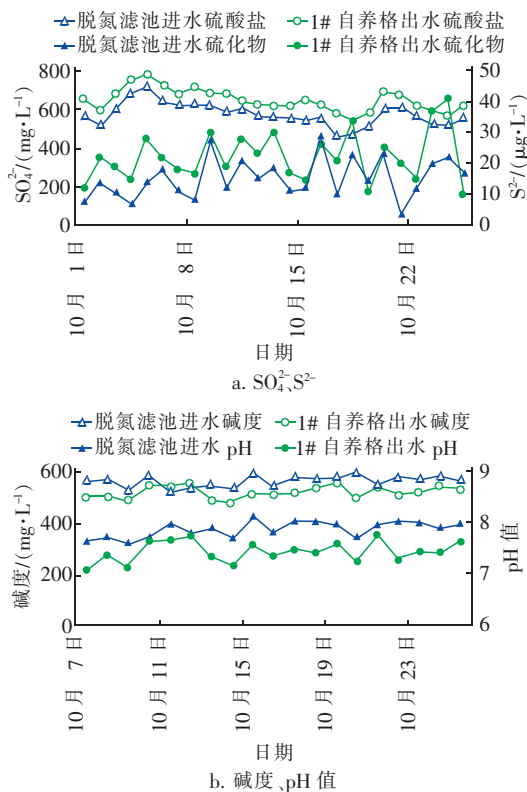 脱氮滤池进水硫酸盐 1# 自养格出水硫酸盐
脱氮滤池进水硫化物 1# 自养格出水硫化物
800
600
400
200
0
SO₄²⁻/(mg·L⁻¹)
50
40
30
20
10
0
S²⁻/(μg·L⁻¹)
10月 1日
10月 8日
10月 15日
10月 22日
日期
a. SO₄²⁻、S²⁻
脱氮滤池进水碱度 1# 自养格出水碱度
脱氮滤池进水 pH 1# 自养格出水 pH
600
400
200
0
碱度/(mg·L⁻¹)
9
8
7
6
pH 值
10月 7日
10月 11日
10月 15日
10月 19日
10月 23日
日期
b. 碱度、pH 值